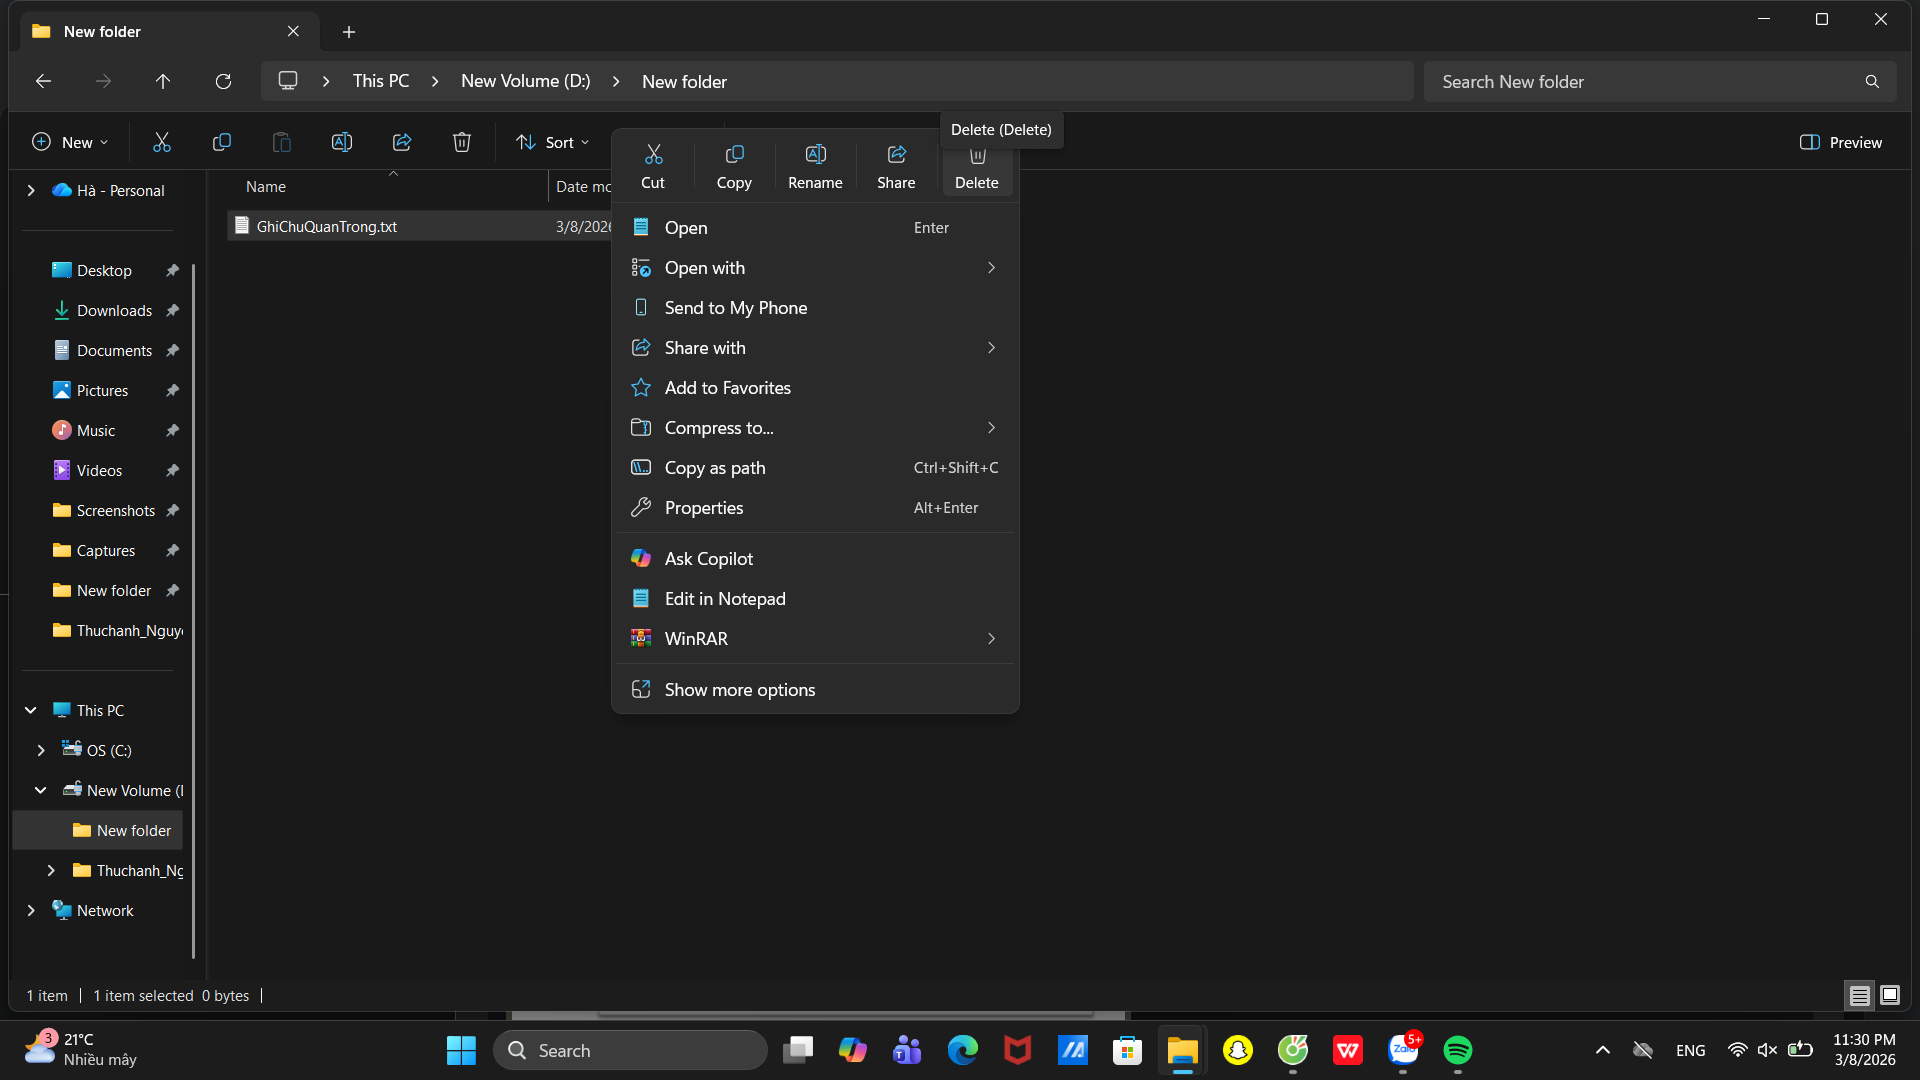 New folder
This PC
New Volume (D:)
New folder
Search New folder
New
Sort
Preview
Delete (Delete)
Cut
Copy
Rename
Share
Delete
Name
Date mo
GhiChuQuanTrong.txt
3/8/2026
Open
Enter
Open with
Send to My Phone
Share with
Add to Favorites
Compress to...
Copy as path
Ctrl+Shift+C
Properties
Alt+Enter
Ask Copilot
Edit in Notepad
WinRAR
Show more options
Hà - Personal
Desktop
Downloads
Documents
Pictures
Music
Videos
Screenshots
Captures
New folder
Thuchanh_Nguy
This PC
OS (C:)
New Volume (
New folder
Thuchanh_Ng
Network
1 item
1 item selected 0 bytes
3
21°C
Nhiều mây
Search
Zalo
5+
ENG
11:30 PM
3/8/2026